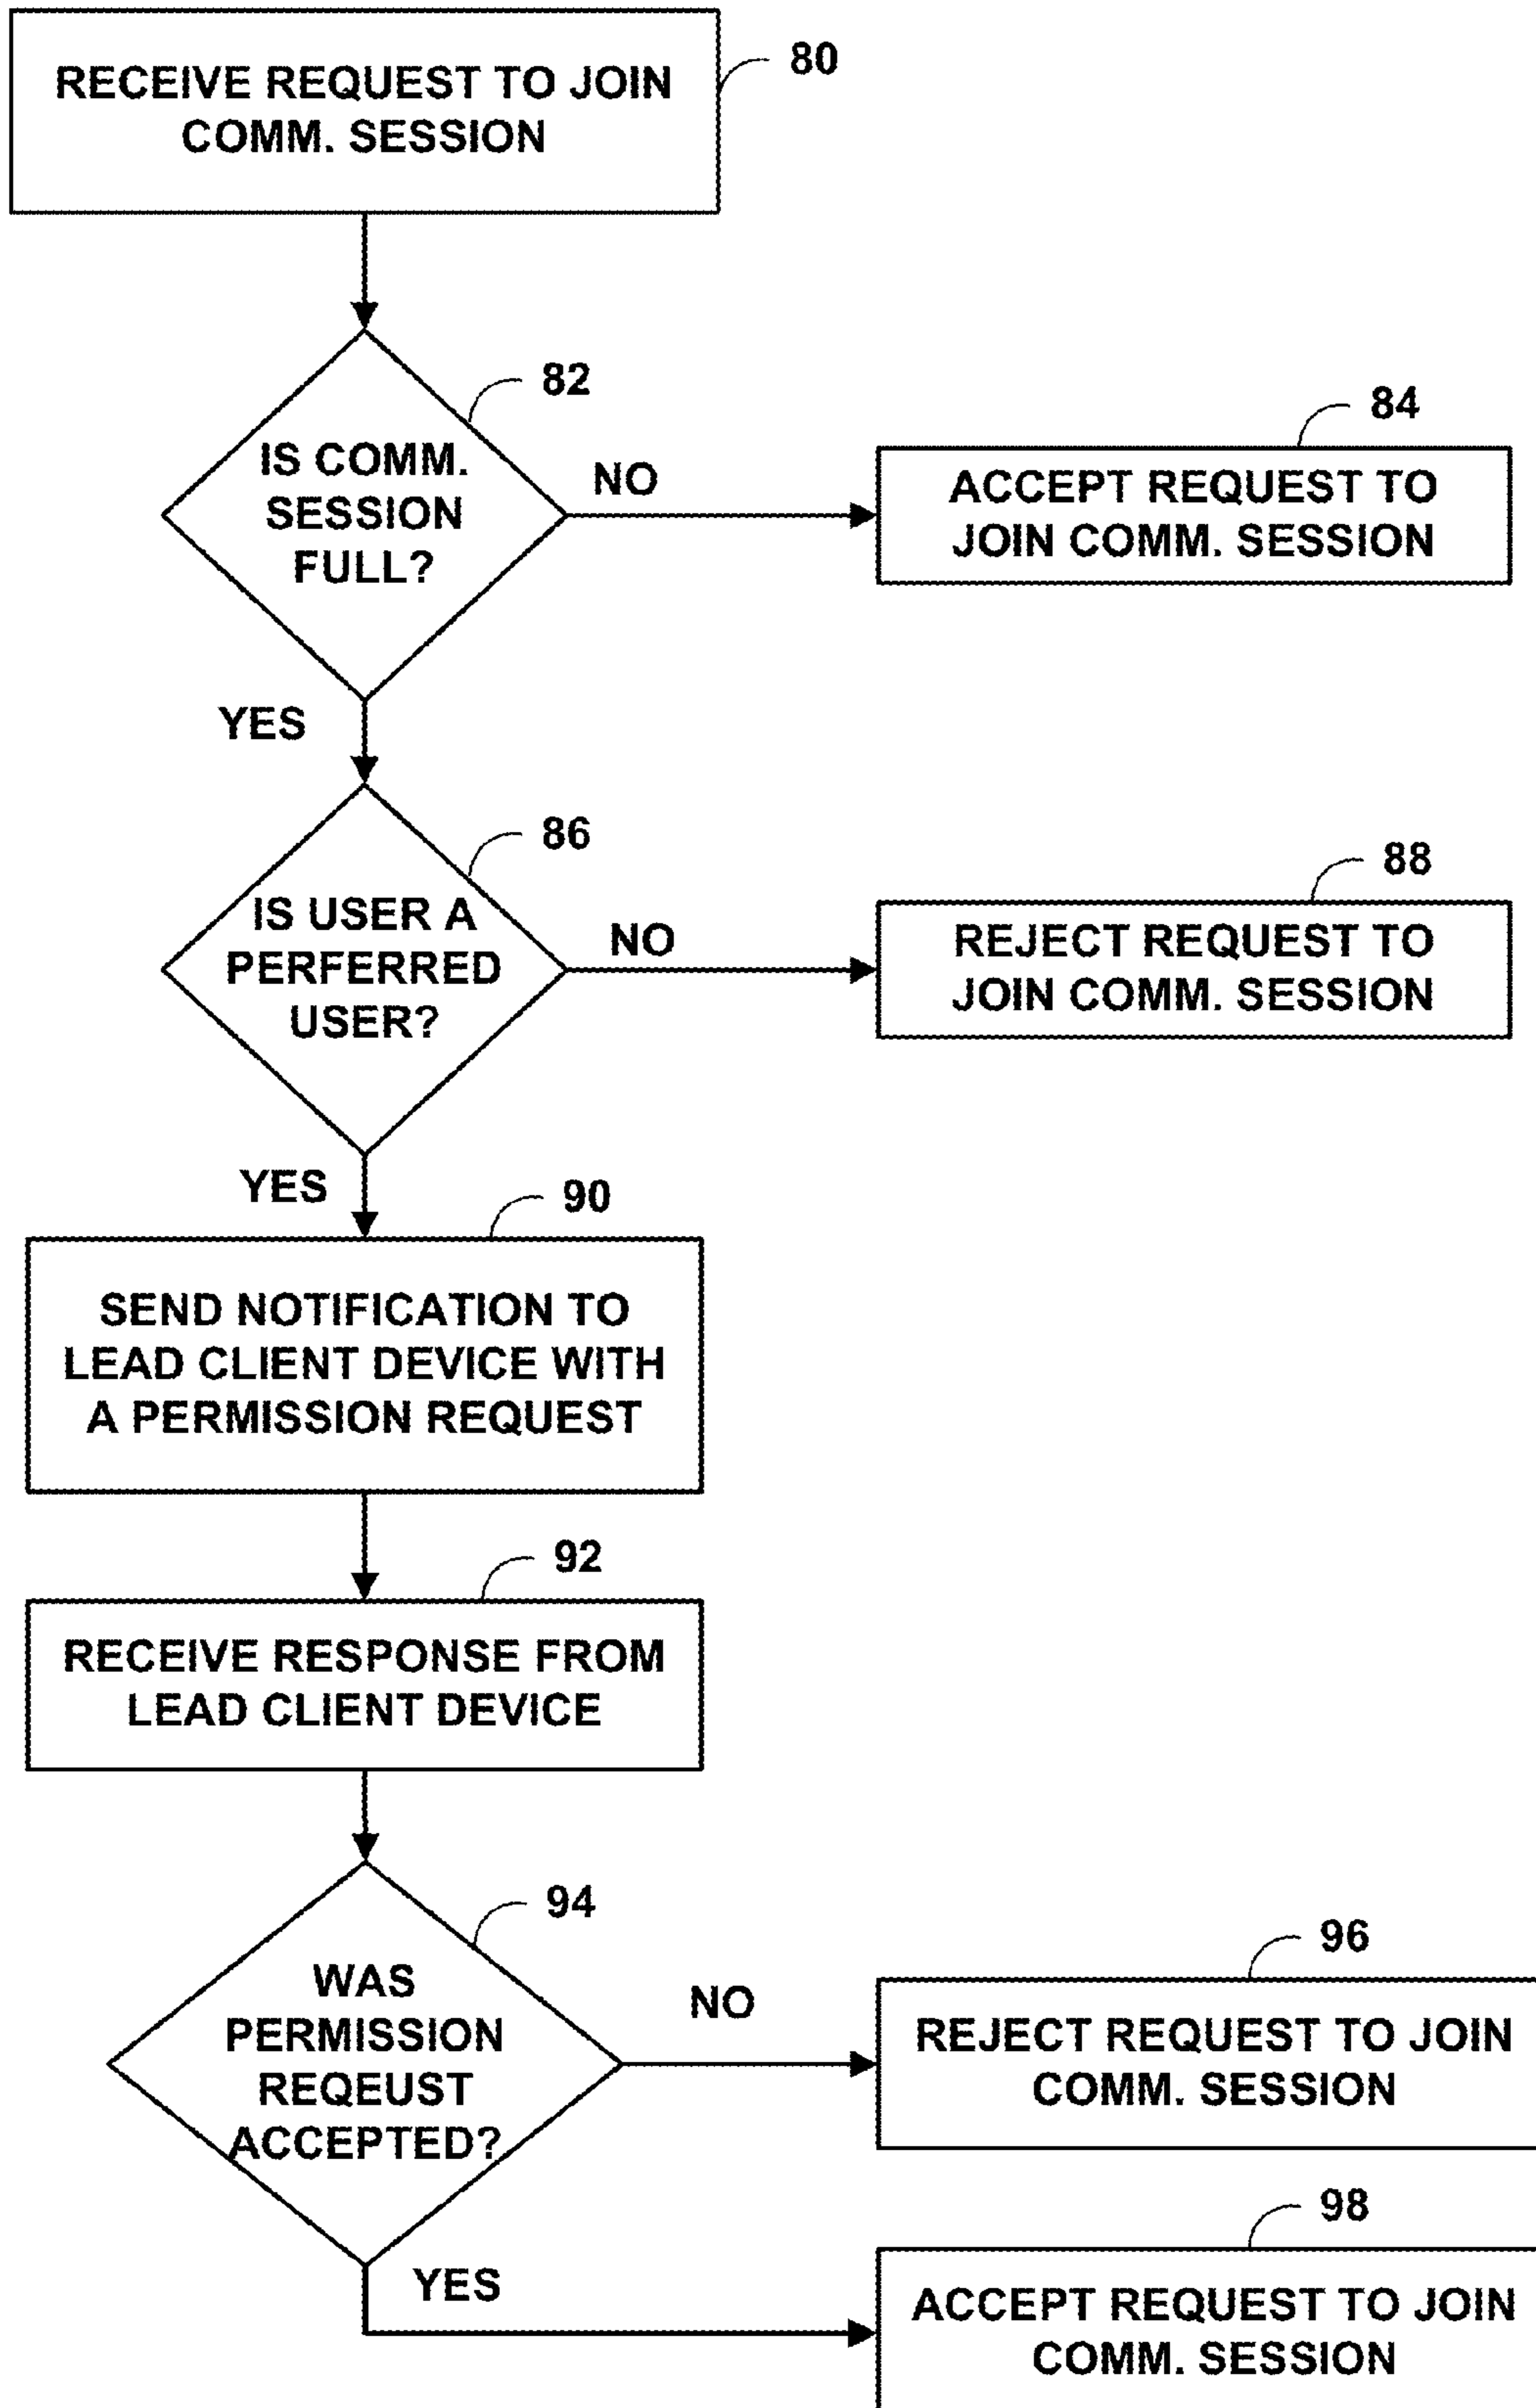 RECEIVE REQUEST TO JOIN
COMM. SESSION
80
82
IS COMM.
SESSION
FULL?
NO
84
ACCEPT REQUEST TO
JOIN COMM. SESSION
YES
86
IS USER A
PERFERRED
USER?
NO
88
REJECT REQUEST TO
JOIN COMM. SESSION
YES
90
SEND NOTIFICATION TO
LEAD CLIENT DEVICE WITH
A PERMISSION REQUEST
92
RECEIVE RESPONSE FROM
LEAD CLIENT DEVICE
94
WAS
PERMISSION
REQEUST
ACCEPTED?
NO
96
REJECT REQUEST TO JOIN
COMM. SESSION
YES
98
ACCEPT REQUEST TO JOIN
COMM. SESSION